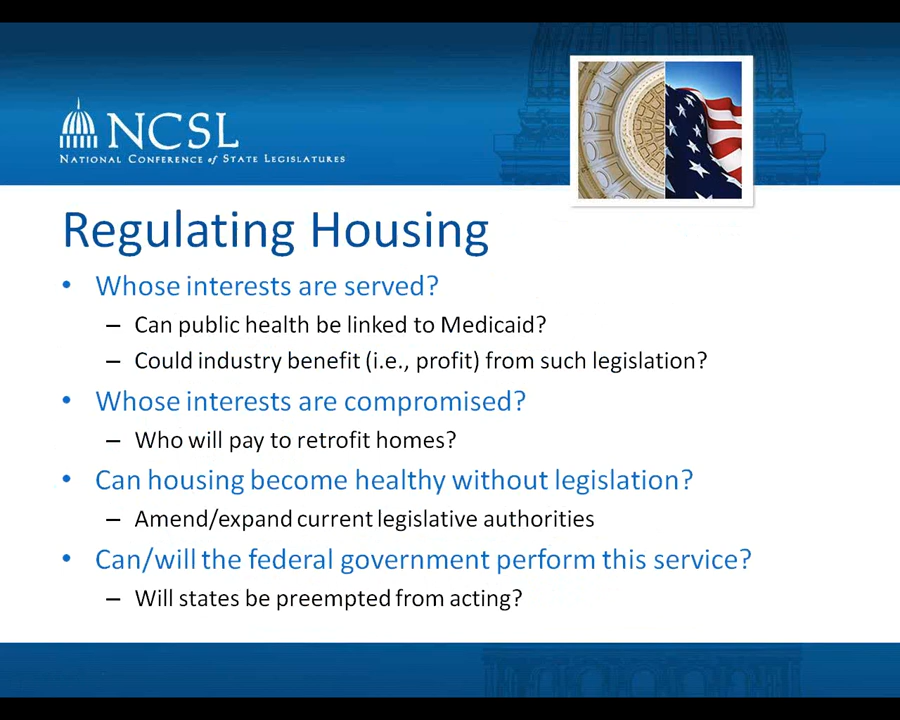 NCSL
NATIONAL CONFERENCE of STATE LEGISLATURES
Regulating Housing
• Whose interests are served?
– Can public health be linked to Medicaid?
– Could industry benefit (i.e., profit) from such legislation?
• Whose interests are compromised?
– Who will pay to retrofit homes?
• Can housing become healthy without legislation?
– Amend/expand current legislative authorities
• Can/will the federal government perform this service?
– Will states be preempted from acting?